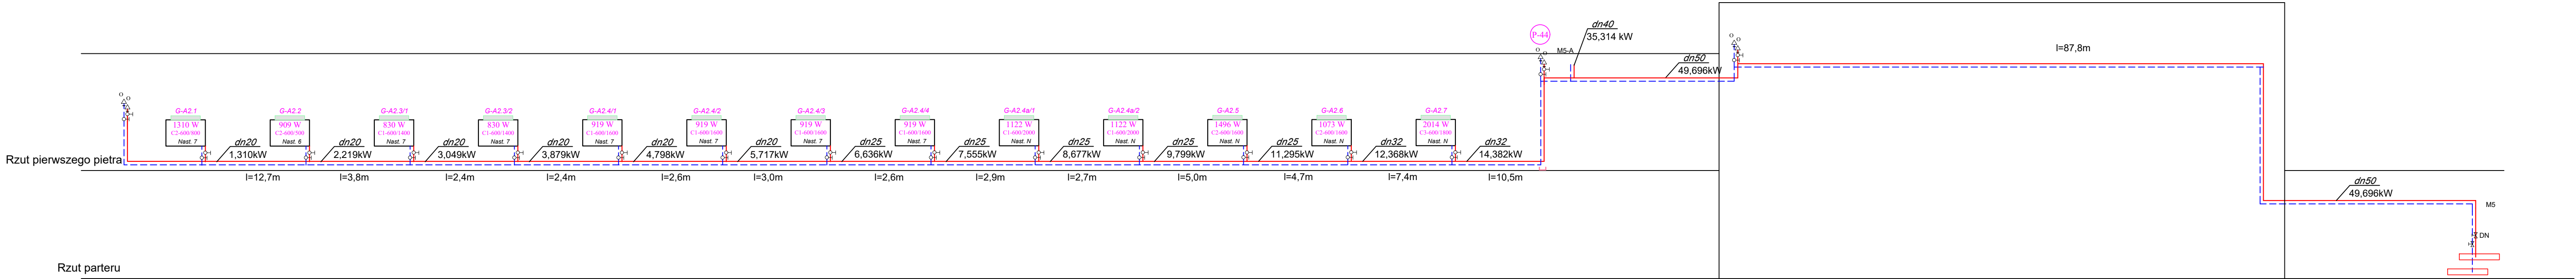 dn40
35,314 kW
P-44
O
O
M5-A
O
O
l=87,8m
dn50
49,696kW
O
O
G-A2.1
G-A2.2
G-A2.3/1
G-A2.3/2
G-A2.4/1
G-A2.4/2
G-A2.4/3
G-A2.4/4
G-A2.4a/1
G-A2.4a/2
G-A2.5
G-A2.6
G-A2.7
1310 W
C2-600/800
Nast. 7
909 W
C2-600/500
Nast. 6
830 W
C1-600/1400
Nast. 7
830 W
C1-600/1400
Nast. 7
919 W
C1-600/1600
Nast. 7
919 W
C1-600/1600
Nast. 7
919 W
C1-600/1600
Nast. 7
919 W
C1-600/1600
Nast. 7
1122 W
C1-600/2000
Nast. N
1122 W
C1-600/2000
Nast. N
1496 W
C2-600/1600
Nast. N
1073 W
C2-600/1600
Nast. N
2014 W
C3-600/1800
Nast. N
dn20
1,310kW
dn20
2,219kW
dn20
3,049kW
dn20
3,879kW
dn20
4,798kW
dn20
5,717kW
dn25
6,636kW
dn25
7,555kW
dn25
8,677kW
dn25
9,799kW
dn25
11,295kW
dn32
12,368kW
dn32
14,382kW
Rzut pierwszego pietra
l=12,7m
l=3,8m
l=2,4m
l=2,4m
l=2,6m
l=3,0m
l=2,6m
l=2,9m
l=2,7m
l=5,0m
l=4,7m
l=7,4m
l=10,5m
dn50
49,696kW
M5
DN
Rzut parteru